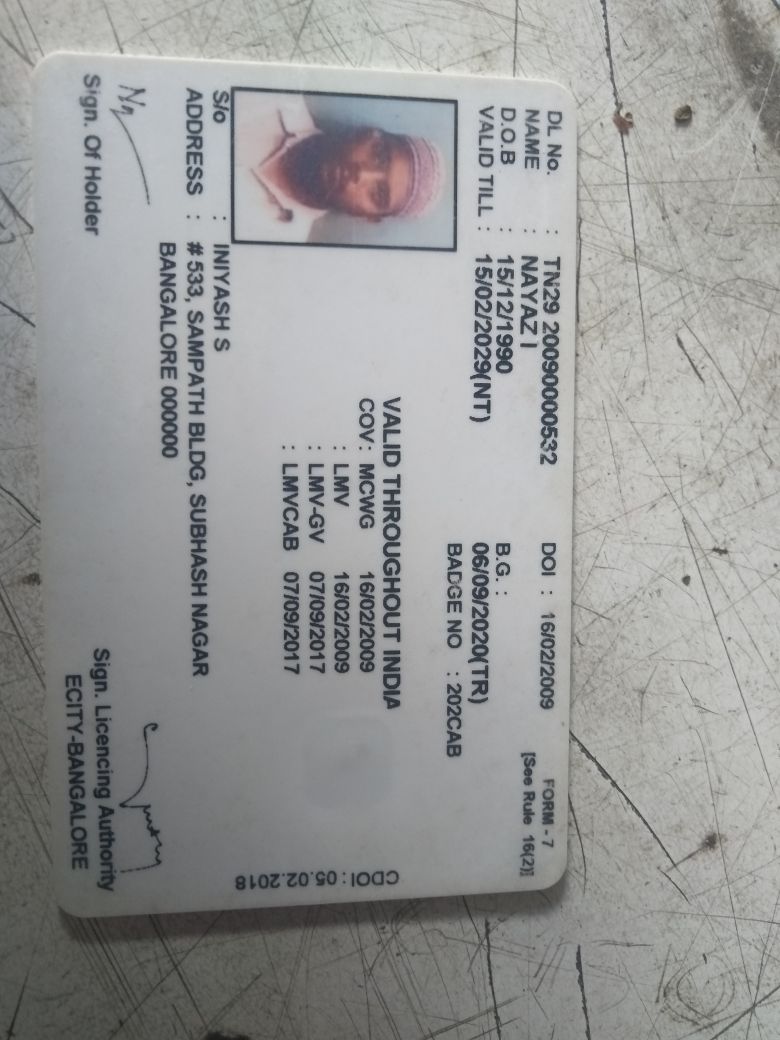 FORM - 7
[See Rule 16(2)]
DL No. : TN29 20090000532 DOI : 16/02/2009
NAME : NAYAZ I
D.O.B : 15/12/1990 B.G. :
VALID TILL : 15/02/2029(NT) 06/09/2020(TR)
BADGE NO : 202CAB
VALID THROUGHOUT INDIA
COV : MCWG 16/02/2009
: LMV 16/02/2009
: LMV-GV 07/09/2017
: LMVCAB 07/09/2017
CDOI : 05.02.2018
S/o : INIYASH S
ADDRESS : # 533, SAMPATH BLDG, SUBHASH NAGAR
BANGALORE 000000
Sign. Of Holder
Sign. Licencing Authority
ECITY-BANGALORE